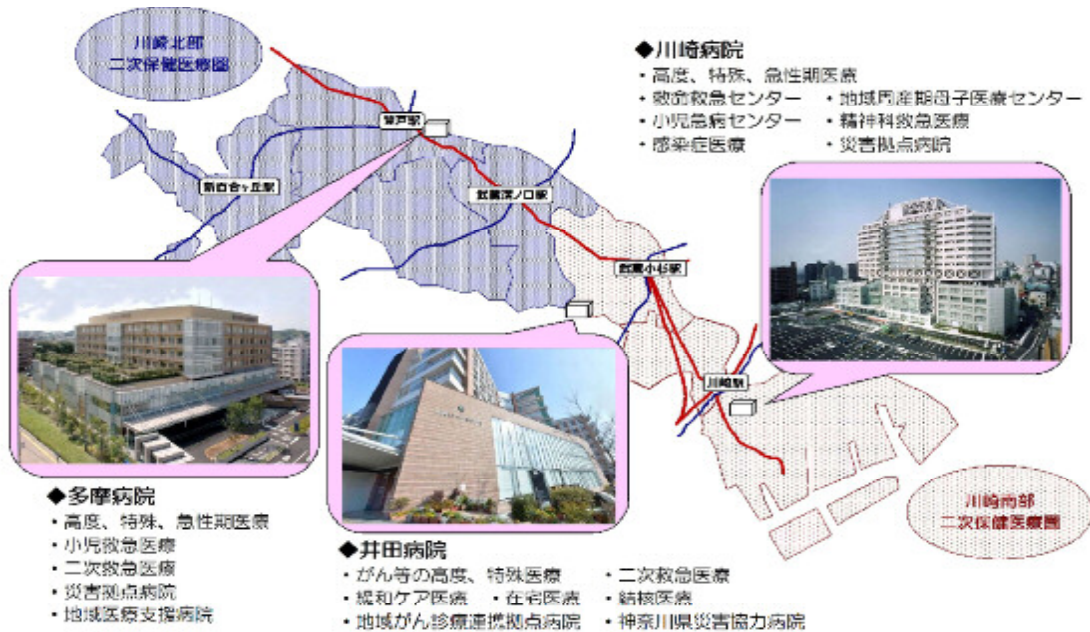 川崎北部
二次保健医療圏
◆川崎病院
・高度、特殊、急性期医療
・救命救急センター ・地域周産期母子医療センター
・小児急病センター ・精神科救急医療
・感染症医療 ・災害拠点病院
登戸駅
新百合ヶ丘駅
武蔵溝ノ口駅
武蔵小杉駅
川崎駅
◆多摩病院
・高度、特殊、急性期医療
・小児救急医療
・二次救急医療
・災害拠点病院
・地域医療支援病院
◆井田病院
・がん等の高度、特殊医療 ・二次救急医療
・緩和ケア医療 ・在宅医療 ・結核医療
・地域がん診療連携拠点病院 ・神奈川県災害協力病院
川崎南部
二次保健医療圏